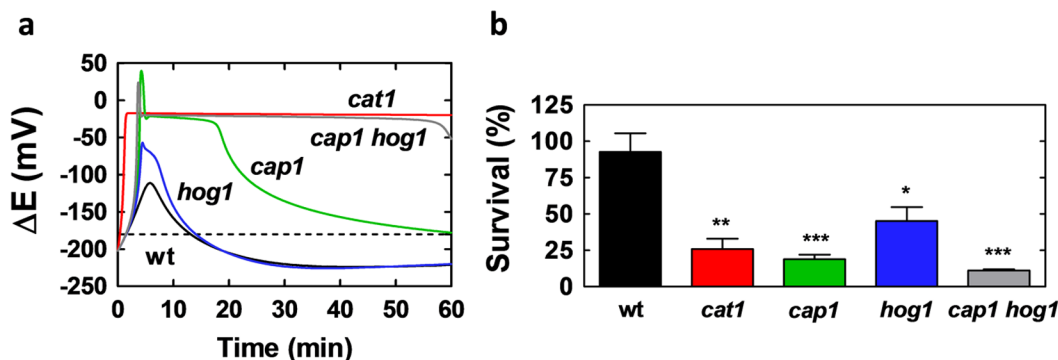 a
ΔE (mV)
50
0
-50
-100
-150
-200
-250
cat1
cap1 hog1
cap1
hog1
wt
0 10 20 30 40 50 60
Time (min)
b
Survival (%)
125
100
75
50
25
0
**
***
*
***
wt cat1 cap1 hog1 cap1 hog1